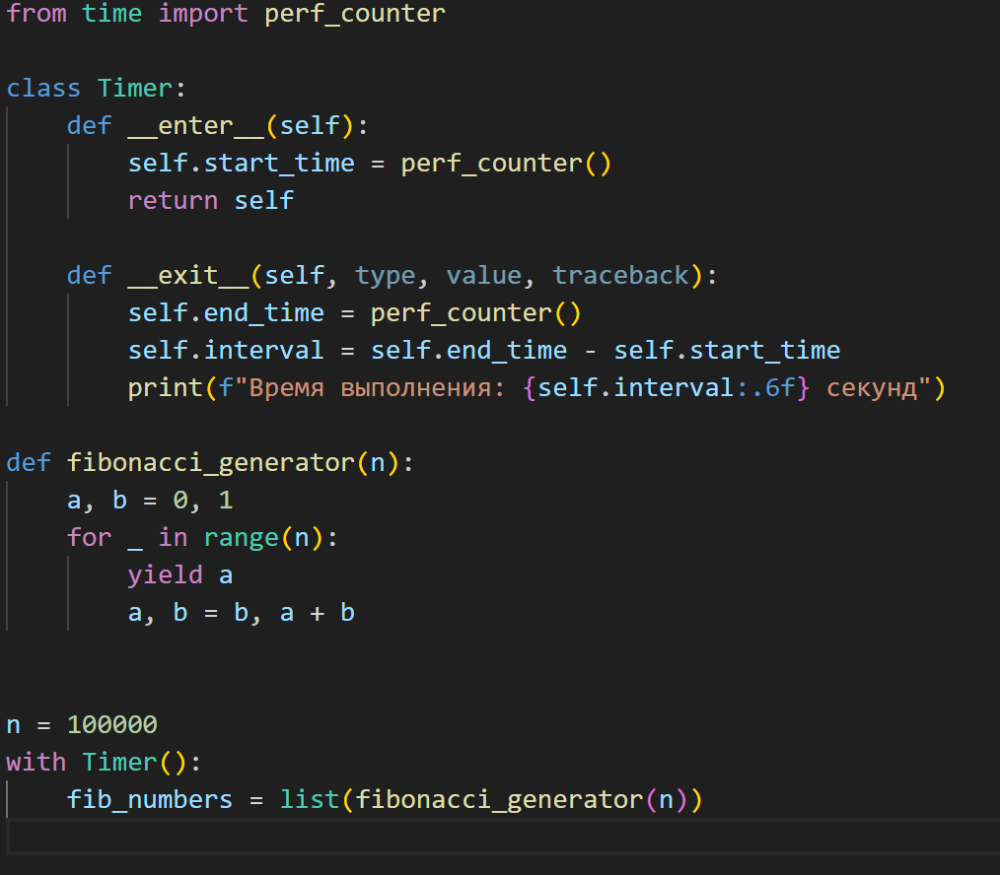 from time import perf_counter
class Timer:
    def __enter__(self):
        self.start_time = perf_counter()
        return self
    def __exit__(self, type, value, traceback):
        self.end_time = perf_counter()
        self.interval = self.end_time - self.start_time
        print(f"Время выполнения: {self.interval:.6f} секунд")
def fibonacci_generator(n):
    a, b = 0, 1
    for _ in range(n):
        yield a
        a, b = b, a + b
n = 100000
with Timer():
    fib_numbers = list(fibonacci_generator(n))